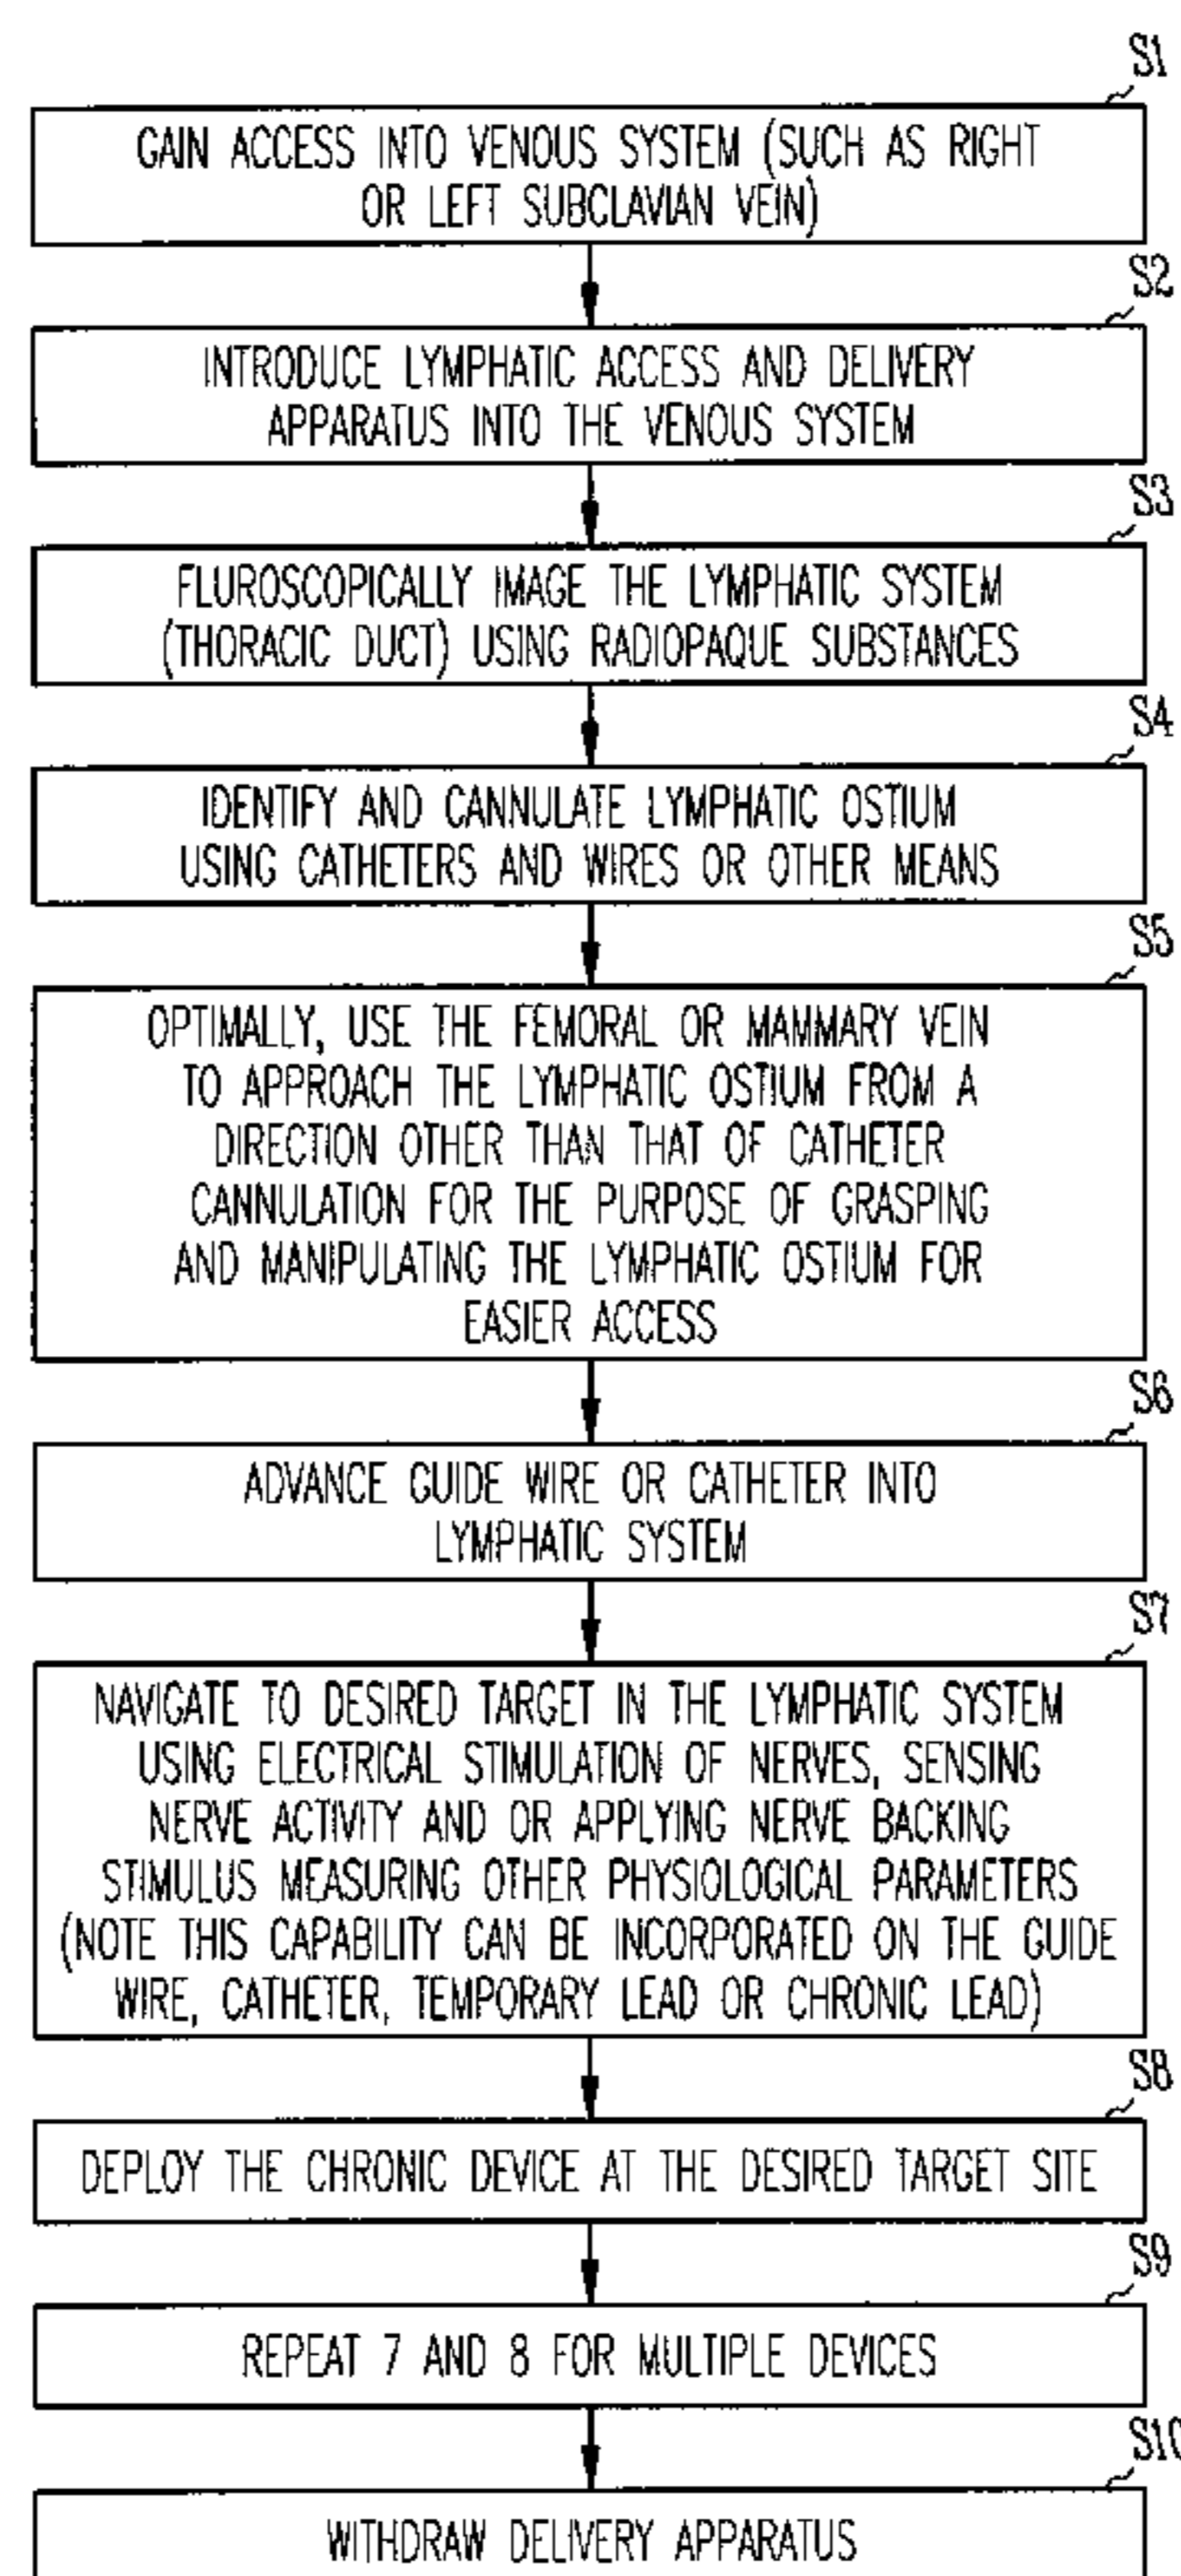 S1
GAIN ACCESS INTO VENOUS SYSTEM (SUCH AS RIGHT
OR LEFT SUBCLAVIAN VEIN)
S2
INTRODUCE LYMPHATIC ACCESS AND DELIVERY
APPARATUS INTO THE VENOUS SYSTEM
S3
FLUROSCOPICALLY IMAGE THE LYMPHATIC SYSTEM
(THORACIC DUCT) USING RADIOPAQUE SUBSTANCES
S4
IDENTIFY AND CANNULATE LYMPHATIC OSTIUM
USING CATHETERS AND WIRES OR OTHER MEANS
S5
OPTIMALLY, USE THE FEMORAL OR MAMMARY VEIN
TO APPROACH THE LYMPHATIC OSTIUM FROM A
DIRECTION OTHER THAN THAT OF CATHETER
CANNULATION FOR THE PURPOSE OF GRASPING
AND MANIPULATING THE LYMPHATIC OSTIUM FOR
EASIER ACCESS
S6
ADVANCE GUIDE WIRE OR CATHETER INTO
LYMPHATIC SYSTEM
S7
NAVIGATE TO DESIRED TARGET IN THE LYMPHATIC SYSTEM
USING ELECTRICAL STIMULATION OF NERVES, SENSING
NERVE ACTIVITY AND OR APPLYING NERVE BACKING
STIMULUS MEASURING OTHER PHYSIOLOGICAL PARAMETERS
(NOTE THIS CAPABILITY CAN BE INCORPORATED ON THE GUIDE
WIRE, CATHETER, TEMPORARY LEAD OR CHRONIC LEAD)
S8
DEPLOY THE CHRONIC DEVICE AT THE DESIRED TARGET SITE
S9
REPEAT 7 AND 8 FOR MULTIPLE DEVICES
S10
WITHDRAW DELIVERY APPARATUS